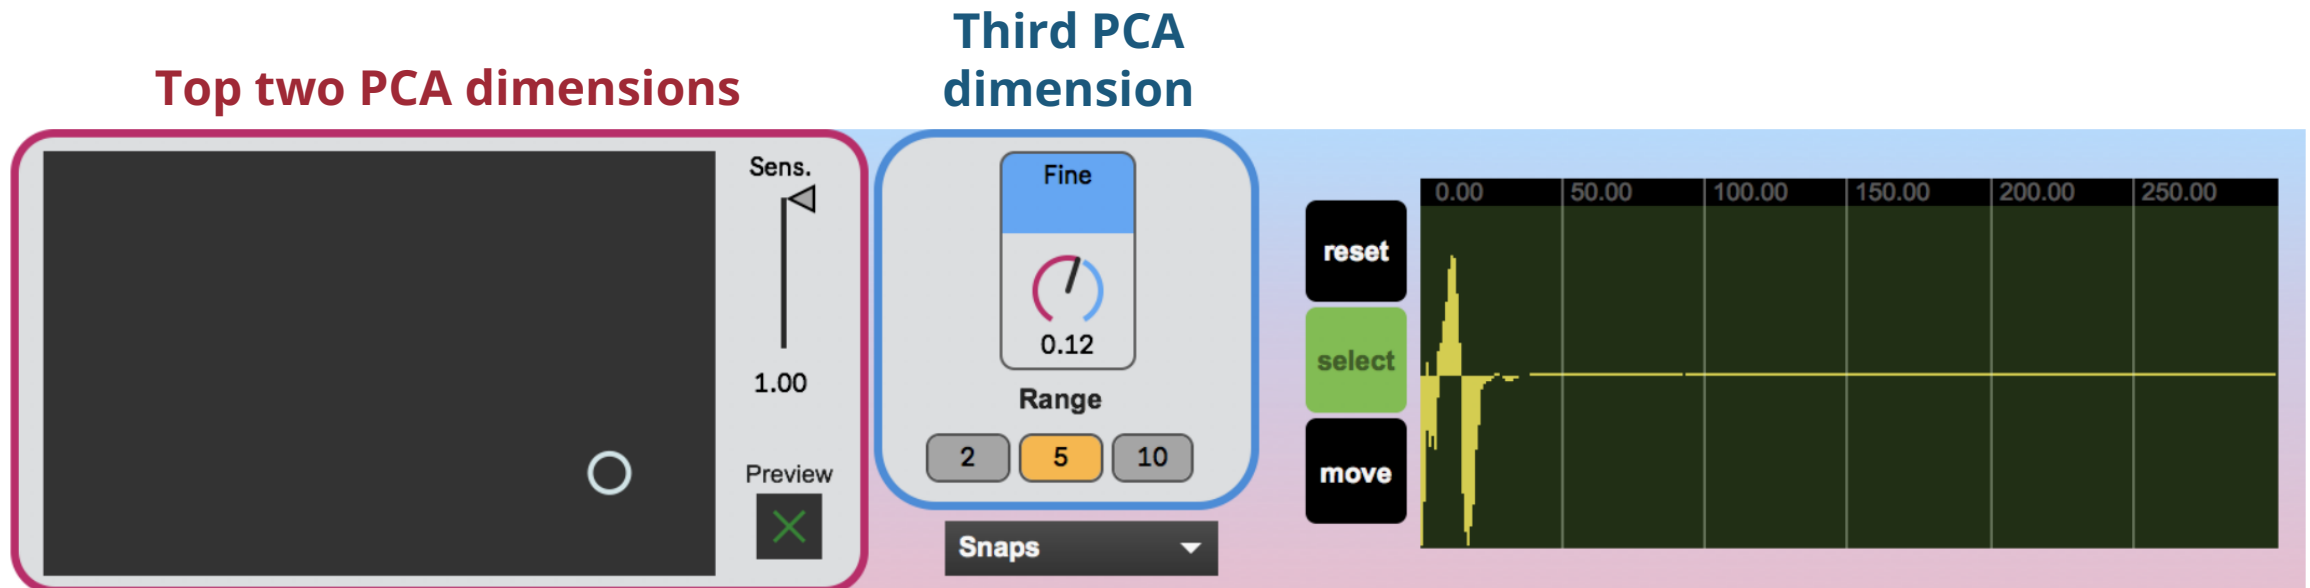 Top two PCA dimensions
Third PCA
dimension
Sens.
1.00
Preview
Fine
0.12
Range
2 5 10
Snaps
reset
select
move
0.00 50.00 100.00 150.00 200.00 250.00